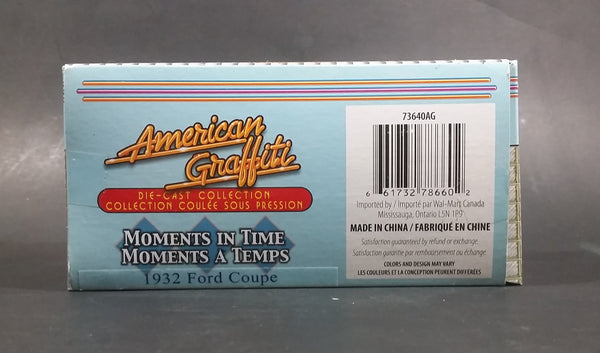 American
Graffiti
DIE-CAST COLLECTION
COLLECTION COULÉE SOUS PRESSION
MOMENTS IN TIME
MOMENTS A TEMPS
1932 Ford Coupe
73640AG
6 61732 78660 2
Imported by / Importé par Wal-Mart Canada
Mississauga, Ontario L5N 1P9
MADE IN CHINA / FABRIQUÉ EN CHINE
Satisfaction guaranteed by refund or exchange.
Satisfaction garantie par remboursement ou échange.
COLORS AND DESIGN MAY VARY
LES COULEURS ET LA CONCEPTION PEUVENT DIFFÉREES